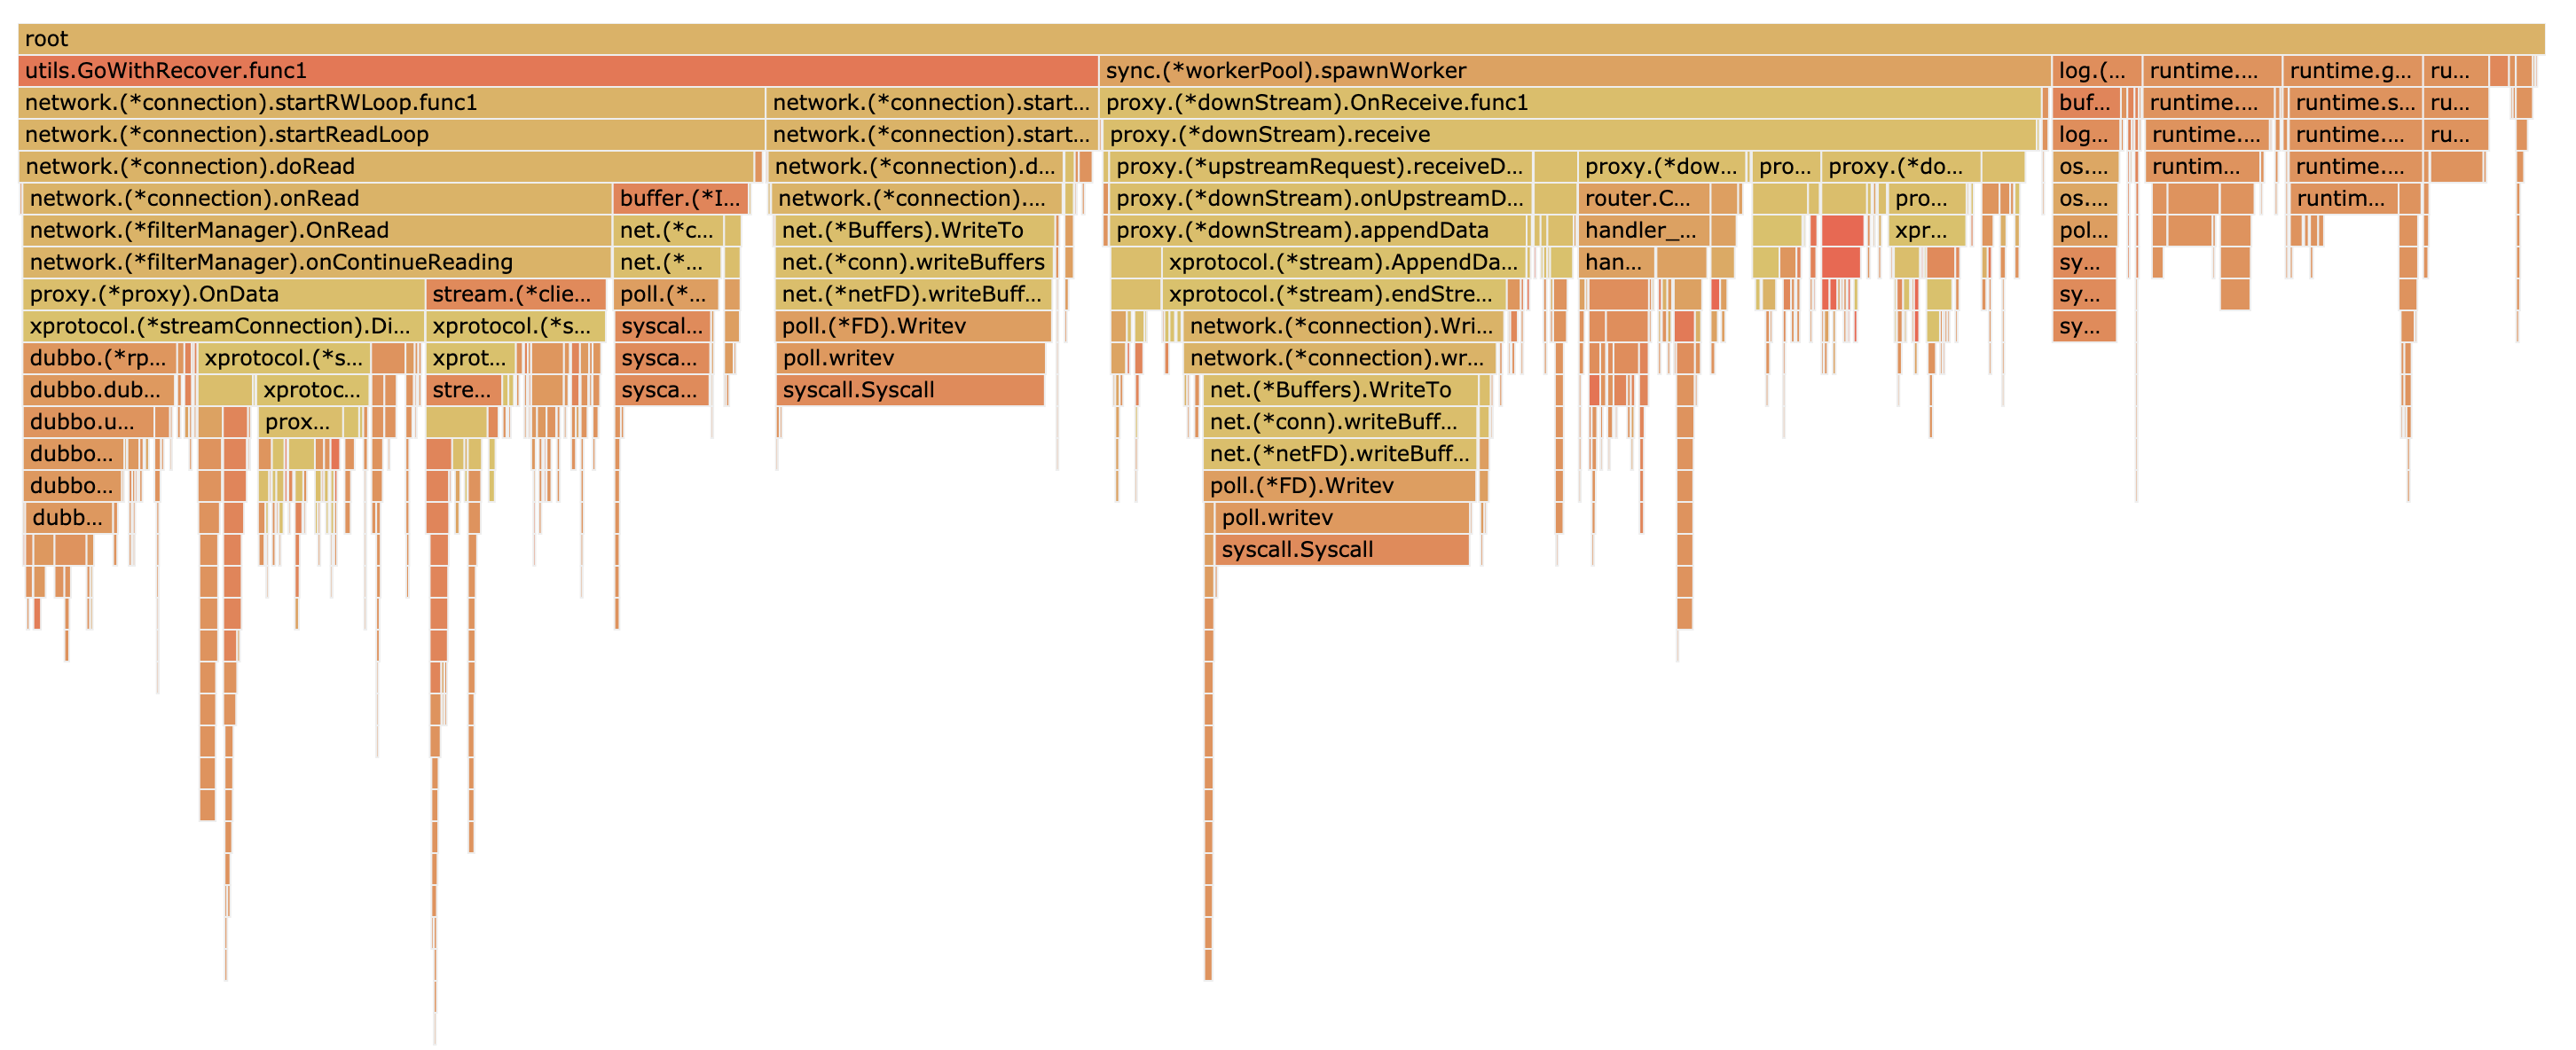 root
utils.GoWithRecover.func1 sync.(*workerPool).spawnWorker log.(... runtime.... runtime.g... ru...
network.(*connection).startRWLoop.func1 network.(*connection).start... proxy.(*downStream).OnReceive.func1 buf... runtime.... runtime.s... ru...
network.(*connection).startReadLoop network.(*connection).start... proxy.(*downStream).receive log... runtime.... runtime.... ru...
network.(*connection).doRead network.(*connection).d... proxy.(*upstreamRequest).receiveD... proxy.(*dow... pro... proxy.(*do... os.... runtim... runtime....
network.(*connection).onRead buffer.(*I... network.(*connection).... proxy.(*downStream).onUpstreamD... router.C... pro... os.... runtim...
network.(*filterManager).OnRead net.(*c... net.(*Buffers).WriteTo proxy.(*downStream).appendData handler_... xpr... pol...
network.(*filterManager).onContinueReading net.(*... net.(*conn).writeBuffers xprotocol.(*stream).AppendDa... han... sy...
proxy.(*proxy).OnData stream.(*clie... poll.(*... net.(*netFD).writeBuff... xprotocol.(*stream).endStre... sy...
xprotocol.(*streamConnection).Di... xprotocol.(*s... syscal... poll.(*FD).Writev network.(*connection).Wri... sy...
dubbo.(*rp... xprotocol.(*s... xprot... sysca... poll.writev network.(*connection).wr...
dubbo.dub... xprotoc... stre... sysca... syscall.Syscall net.(*Buffers).WriteTo
dubbo.u... prox... net.(*conn).writeBuff...
dubbo... net.(*netFD).writeBuff...
dubbo... poll.(*FD).Writev
dubb... poll.writev
syscall.Syscall